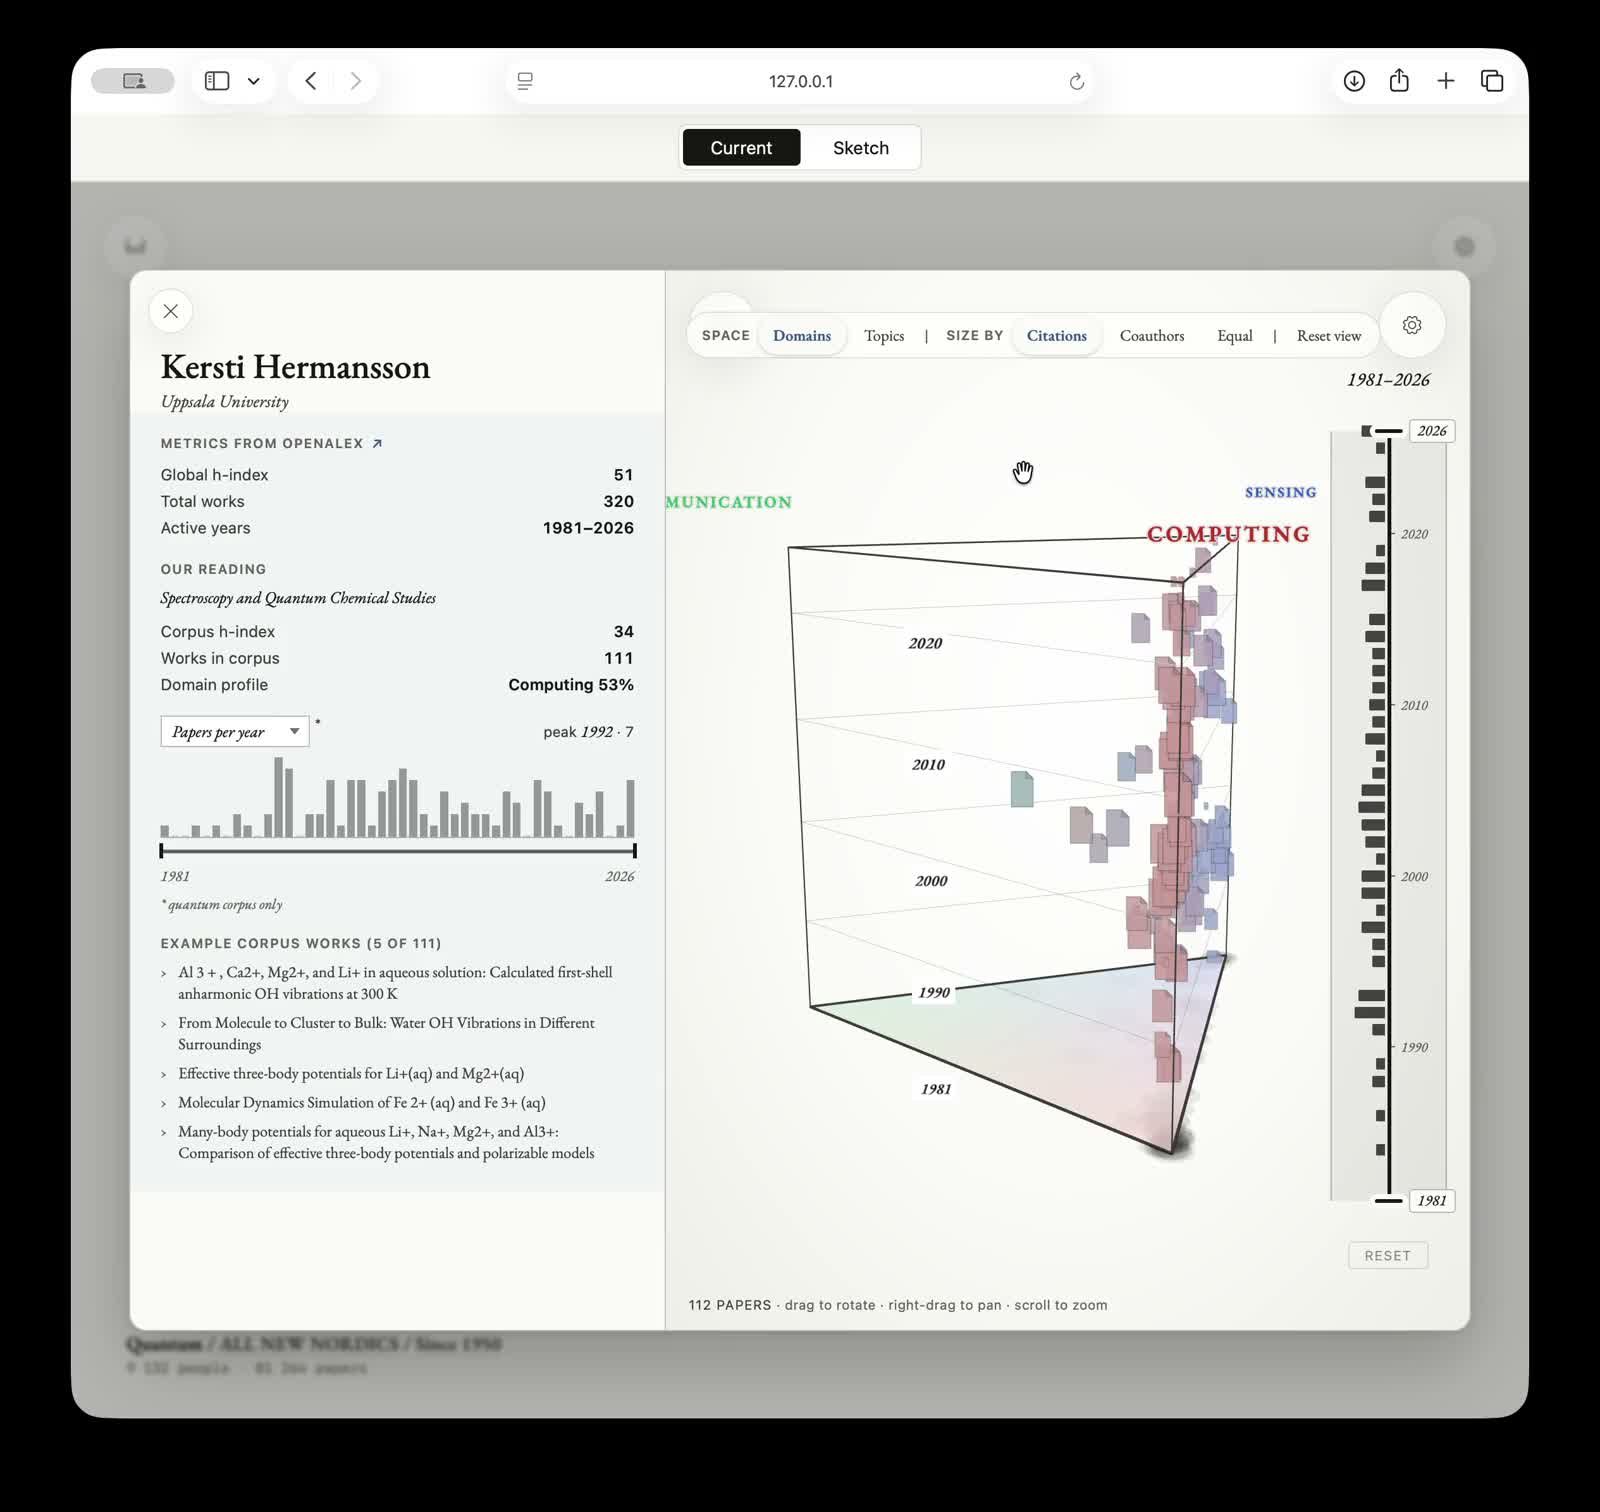 127.0.0.1
Current
Sketch
Kersti Hermansson
Uppsala University
METRICS FROM OPENALEX ↗
Global h-index 51
Total works 320
Active years 1981–2026
OUR READING
Spectroscopy and Quantum Chemical Studies
Corpus h-index 34
Works in corpus 111
Domain profile Computing 53%
Papers per year * peak 1992 · 7
1981 2026
* quantum corpus only
EXAMPLE CORPUS WORKS (5 OF 111)
› Al 3 + , Ca2+, Mg2+, and Li+ in aqueous solution: Calculated first-shell
anharmonic OH vibrations at 300 K
› From Molecule to Cluster to Bulk: Water OH Vibrations in Different
Surroundings
› Effective three-body potentials for Li+(aq) and Mg2+(aq)
› Molecular Dynamics Simulation of Fe 2+ (aq) and Fe 3+ (aq)
› Many-body potentials for aqueous Li+, Na+, Mg2+, and Al3+:
Comparison of effective three-body potentials and polarizable models
SPACE Domains Topics | SIZE BY Citations Coauthors Equal | Reset view
1981–2026
MUNICATION
SENSING
COMPUTING
2020
2010
2000
1990
1981
2026
2020
2010
2000
1990
1981
RESET
112 PAPERS · drag to rotate · right-drag to pan · scroll to zoom
Quantum / ALL NEW NORDICS / Since 1950